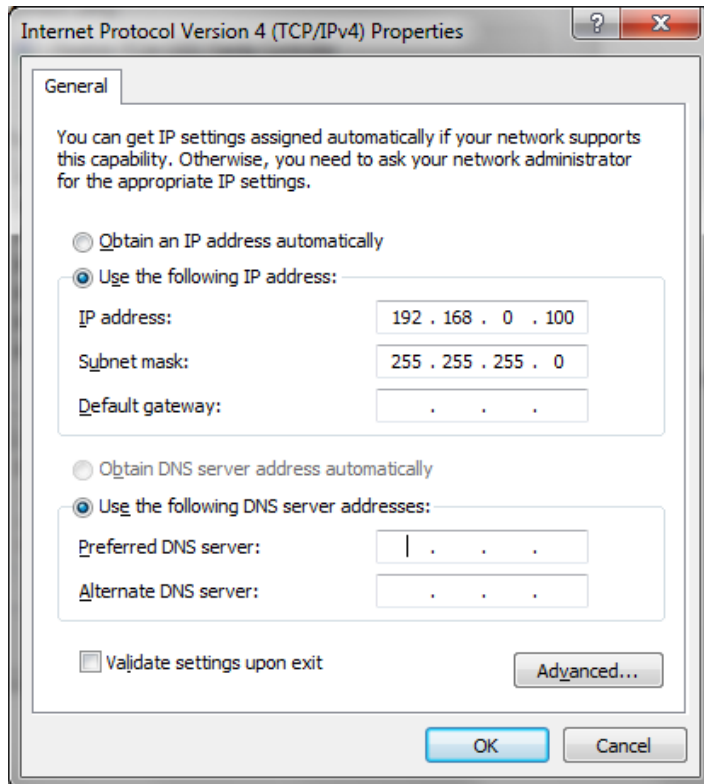 Internet Protocol Version 4 (TCP/IPv4) Properties
?
General
You can get IP settings assigned automatically if your network supports
this capability. Otherwise, you need to ask your network administrator
for the appropriate IP settings.
Obtain an IP address automatically
Use the following IP address:
IP address: 192 . 168 . 0 . 100
Subnet mask: 255 . 255 . 255 . 0
Default gateway: . . .
Obtain DNS server address automatically
Use the following DNS server addresses:
Preferred DNS server: . . .
Alternate DNS server: . . .
Validate settings upon exit
Advanced...
OK Cancel